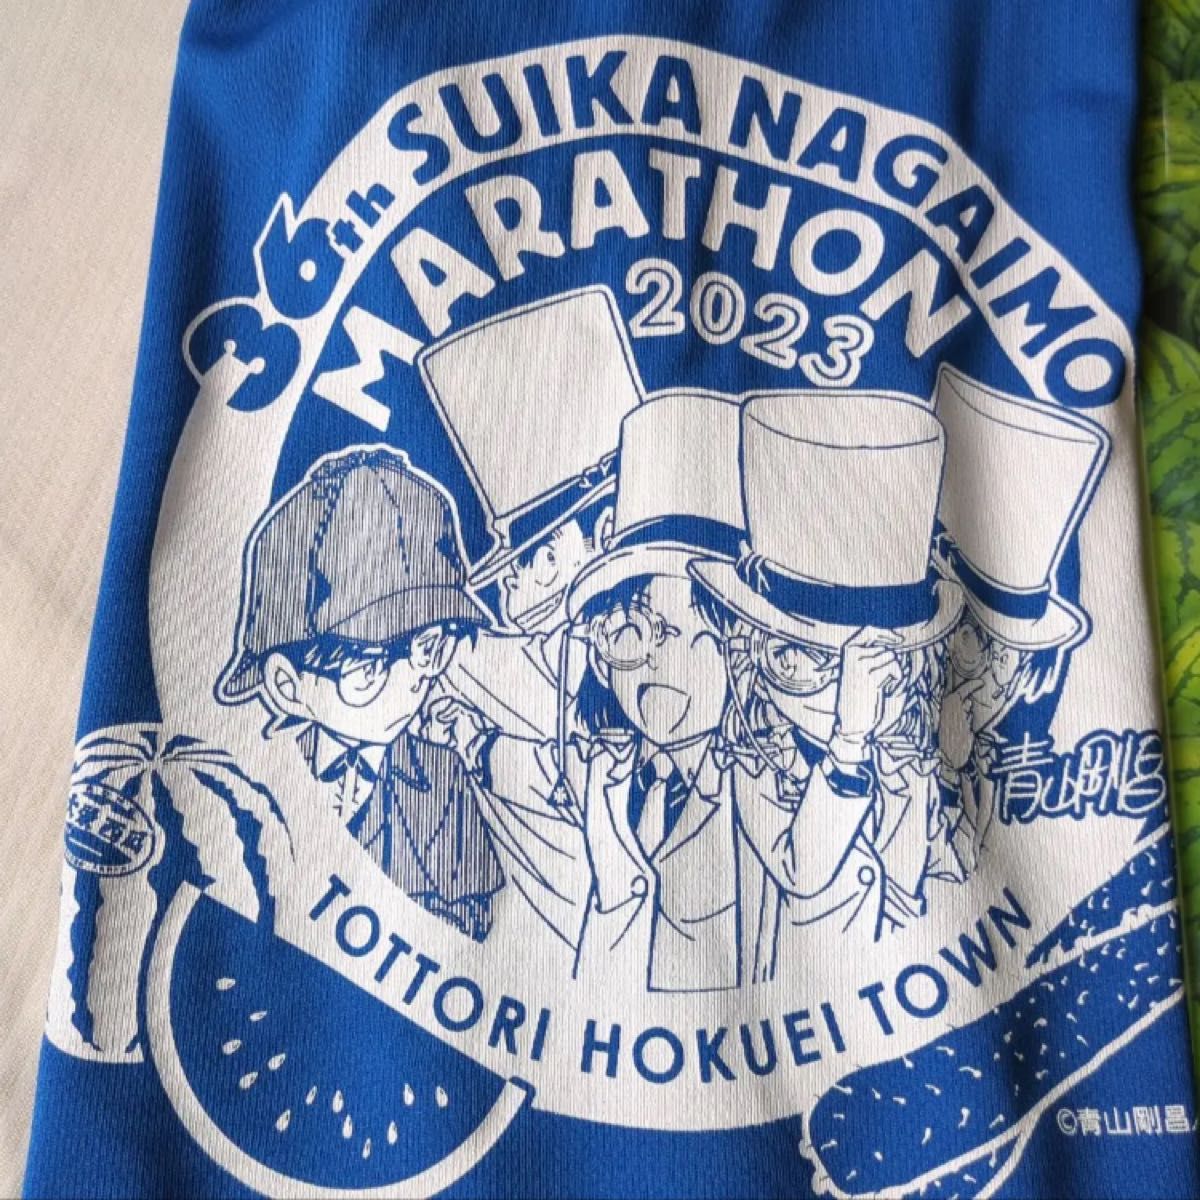 36th SUIKA NAGAIMO
MARATHON
2023
青山剛昌
TOTTORI HOKUEI TOWN
©青山剛昌